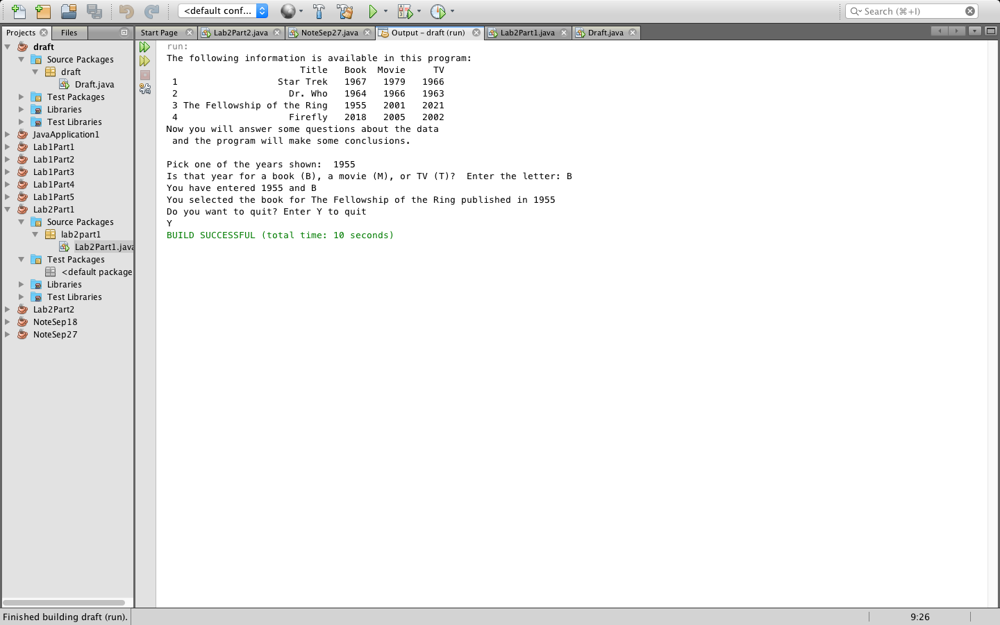 <default conf...
Search (⌘+I)
Projects
Files
Start Page
Lab2Part2.java
NoteSep27.java
Output – draft (run)
Lab2Part1.java
Draft.java
draft
Source Packages
draft
Draft.java
Test Packages
Libraries
Test Libraries
JavaApplication1
Lab1Part1
Lab1Part2
Lab1Part3
Lab1Part4
Lab1Part5
Lab2Part1
Source Packages
lab2part1
Lab2Part1.java
Test Packages
<default package
Libraries
Test Libraries
Lab2Part2
NoteSep18
NoteSep27
run:
The following information is available in this program:
Title Book Movie TV
1 Star Trek 1967 1979 1966
2 Dr. Who 1964 1966 1963
3 The Fellowship of the Ring 1955 2001 2021
4 Firefly 2018 2005 2002
Now you will answer some questions about the data
and the program will make some conclusions.
Pick one of the years shown:  1955
Is that year for a book (B), a movie (M), or TV (T)?  Enter the letter: B
You have entered 1955 and B
You selected the book for The Fellowship of the Ring published in 1955
Do you want to quit? Enter Y to quit
Y
BUILD SUCCESSFUL (total time: 10 seconds)
Finished building draft (run).
9:26